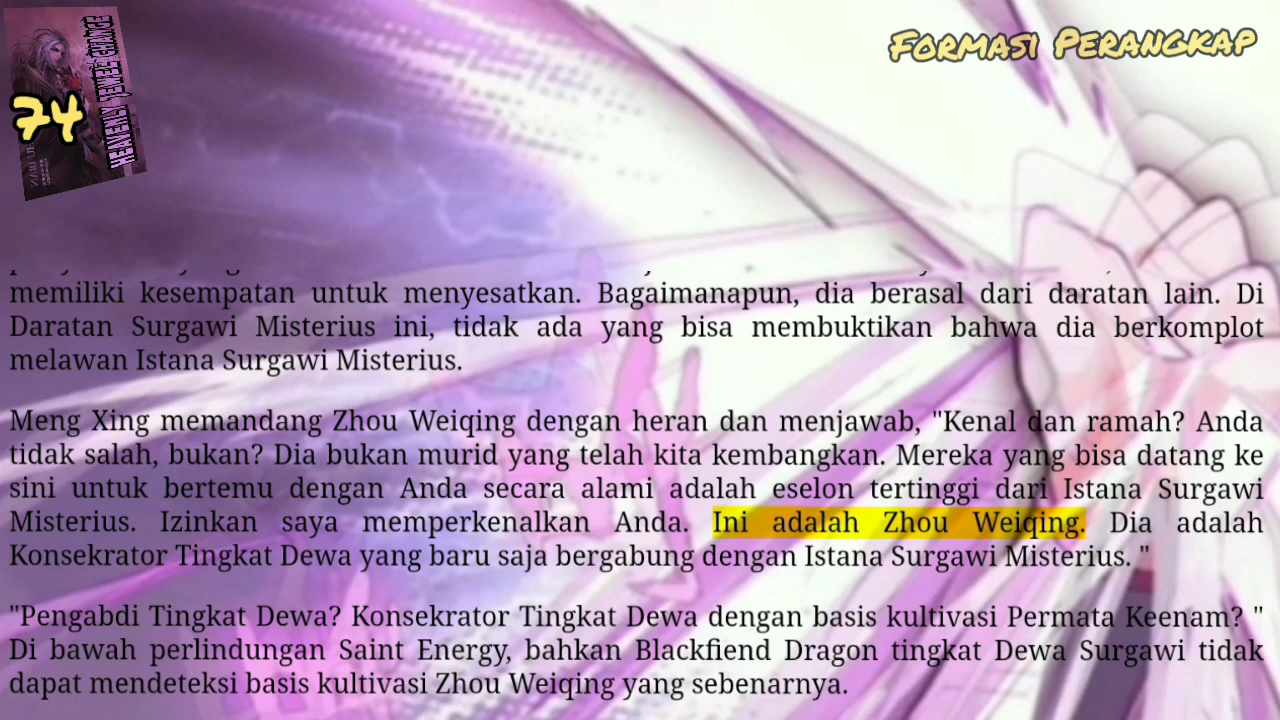 HEAVENLY JEWEL CHANGE
74
Formasi Perangkap
memiliki kesempatan untuk menyesatkan. Bagaimanapun, dia berasal dari daratan lain. Di
Daratan Surgawi Misterius ini, tidak ada yang bisa membuktikan bahwa dia berkomplot
melawan Istana Surgawi Misterius.
Meng Xing memandang Zhou Weiqing dengan heran dan menjawab, "Kenal dan ramah? Anda
tidak salah, bukan? Dia bukan murid yang telah kita kembangkan. Mereka yang bisa datang ke
sini untuk bertemu dengan Anda secara alami adalah eselon tertinggi dari Istana Surgawi
Misterius. Izinkan saya memperkenalkan Anda. Ini adalah Zhou Weiqing. Dia adalah
Konsekrator Tingkat Dewa yang baru saja bergabung dengan Istana Surgawi Misterius. "
"Pengabdi Tingkat Dewa? Konsekrator Tingkat Dewa dengan basis kultivasi Permata Keenam? "
Di bawah perlindungan Saint Energy, bahkan Blackfiend Dragon tingkat Dewa Surgawi tidak
dapat mendeteksi basis kultivasi Zhou Weiqing yang sebenarnya.